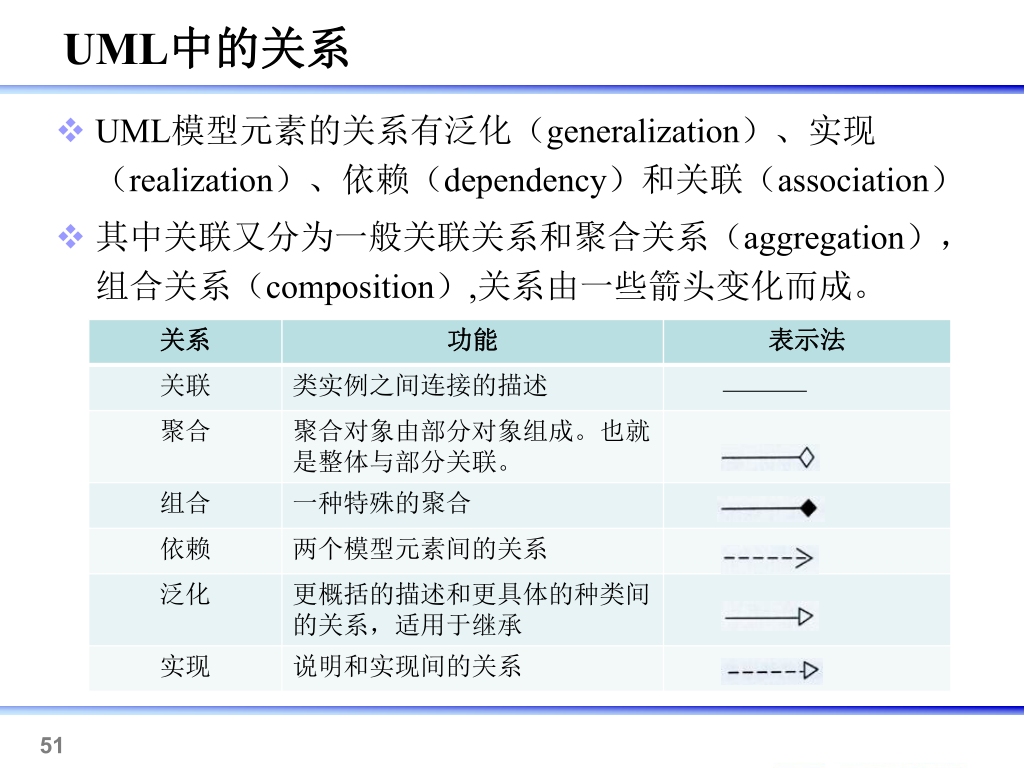 UML中的关系
UML模型元素的关系有泛化（generalization）、实现
（realization）、依赖（dependency）和关联（association）
其中关联又分为一般关联关系和聚合关系（aggregation），
组合关系（composition）,关系由一些箭头变化而成。
关系 功能 表示法
关联 类实例之间连接的描述
聚合 聚合对象由部分对象组成。也就
是整体与部分关联。
组合 一种特殊的聚合
依赖 两个模型元素间的关系
泛化 更概括的描述和更具体的种类间
的关系，适用于继承
实现 说明和实现间的关系
51